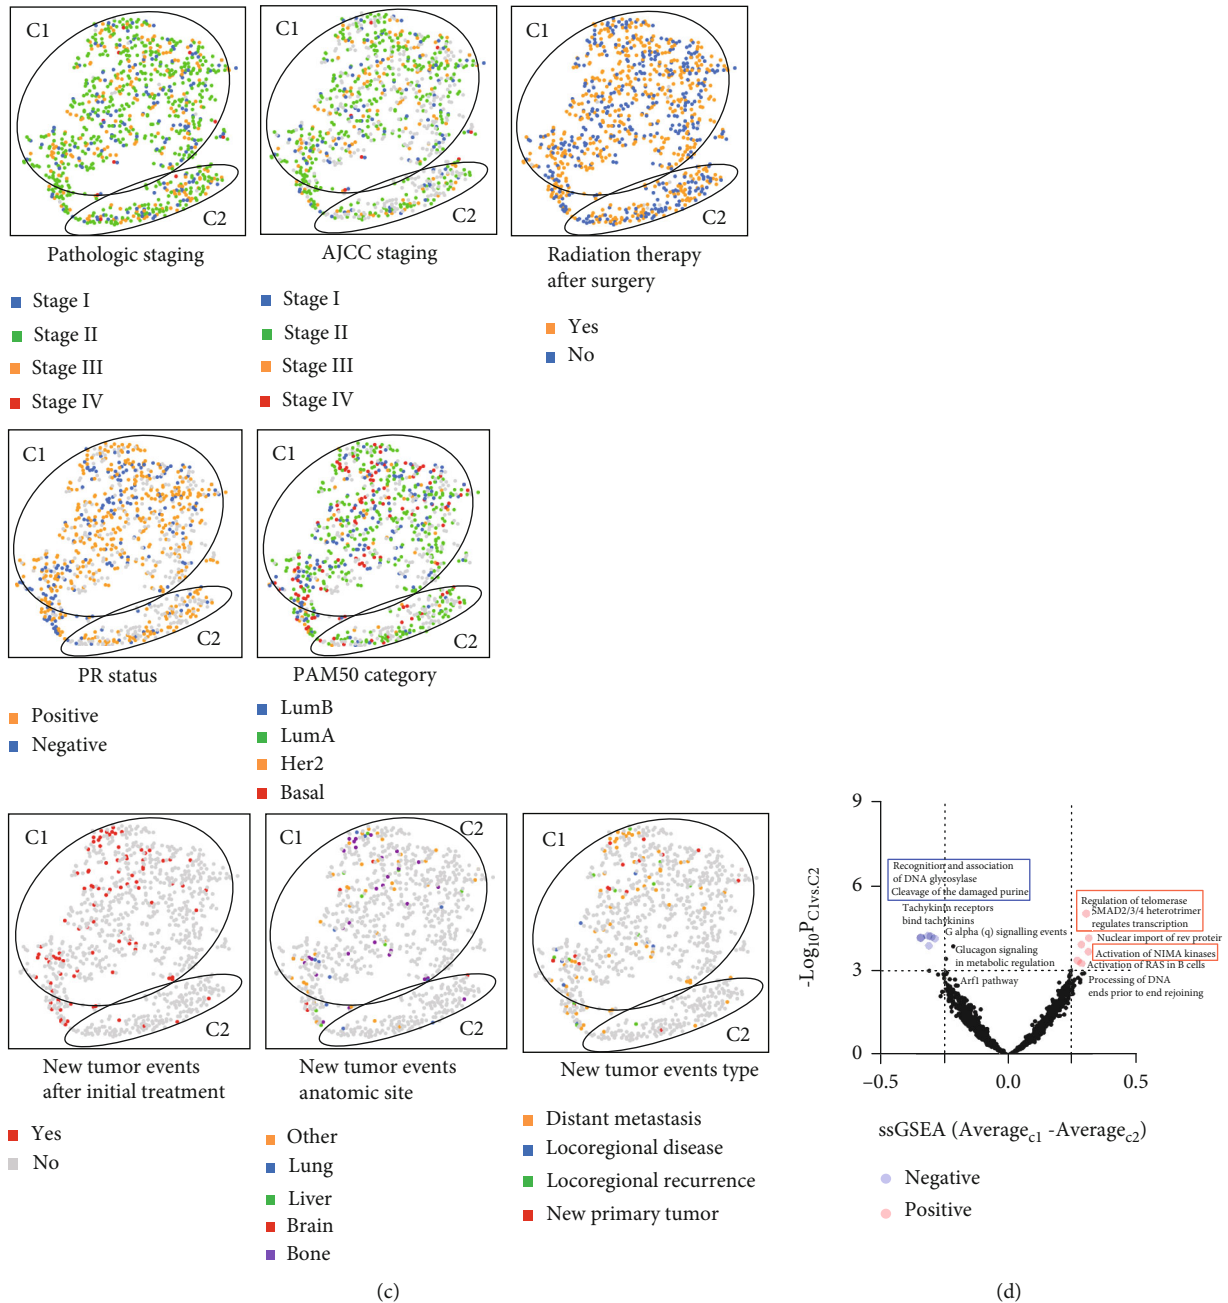 C1
C2
Pathologic staging
Stage I
Stage II
Stage III
Stage IV
C1
C2
AJCC staging
Stage I
Stage II
Stage III
Stage IV
C1
C2
Radiation therapy
after surgery
Yes
No
C1
C2
PR status
Positive
Negative
C1
C2
PAM50 category
LumB
LumA
Her2
Basal
C1
C2
New tumor events
after initial treatment
Yes
No
C1
C2
New tumor events
anatomic site
Other
Lung
Liver
Brain
Bone
C1
C2
New tumor events type
Distant metastasis
Locoregional disease
Locoregional recurrence
New primary tumor
(c)
9
6
3
0
-Log10PC1vs.C2
Recognition and association
of DNA glycosylase
Cleavage of the damaged purine
Tachykinin receptors
bind tachykinins
G alpha (q) signalling events
Glucagon signaling
in metabolic regulation
Arf1 pathway
Regulation of telomerase
SMAD2/3/4 heterotrimer
regulates transcription
Nuclear import of rev protein
Activation of NIMA kinases
Activation of RAS in B cells
Processing of DNA
ends prior to end rejoining
−0.5
0.0
0.5
ssGSEA (Averagec1 -Averagec2)
Negative
Positive
(d)